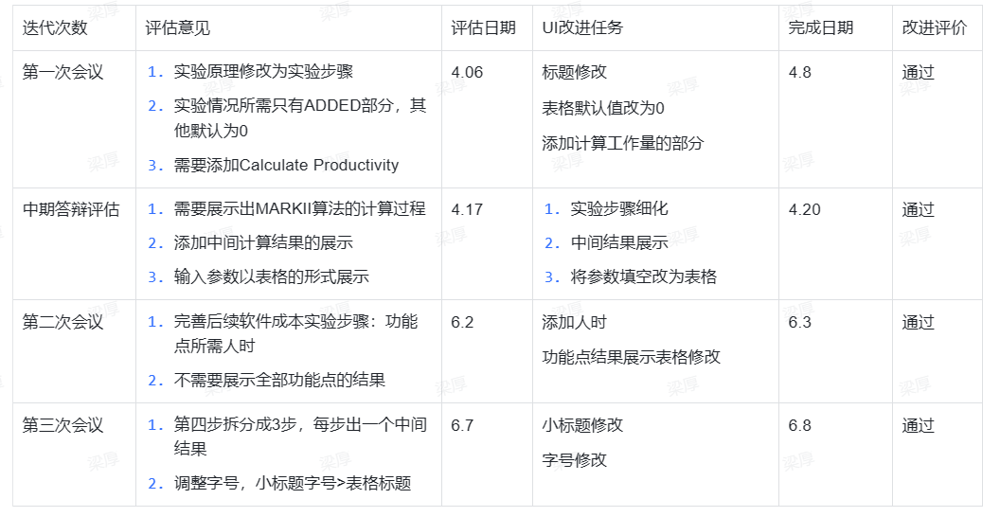 迭代次数 评估意见 评估日期 UI改进任务 完成日期 改进评价
第一次会议
1. 实验原理修改为实验步骤
2. 实验情况所需只有ADDED部分，其
他默认为0
3. 需要添加Calculate Productivity
4.06
标题修改
表格默认值改为0
添加计算工作量的部分
4.8
通过
中期答辩评估
1. 需要展示出MARKII算法的计算过程
2. 添加中间计算结果的展示
3. 输入参数以表格的形式展示
4.17
1. 实验步骤细化
2. 中间结果展示
3. 将参数填空改为表格
4.20
通过
第二次会议
1. 完善后续软件成本实验步骤：功能
点所需人时
2. 不需要展示全部功能点的结果
6.2
添加人时
功能点结果展示表格修改
6.3
通过
第三次会议
1. 第四步拆分成3步，每步出一个中间
结果
2. 调整字号，小标题字号>表格标题
6.7
小标题修改
字号修改
6.8
通过
梁厚